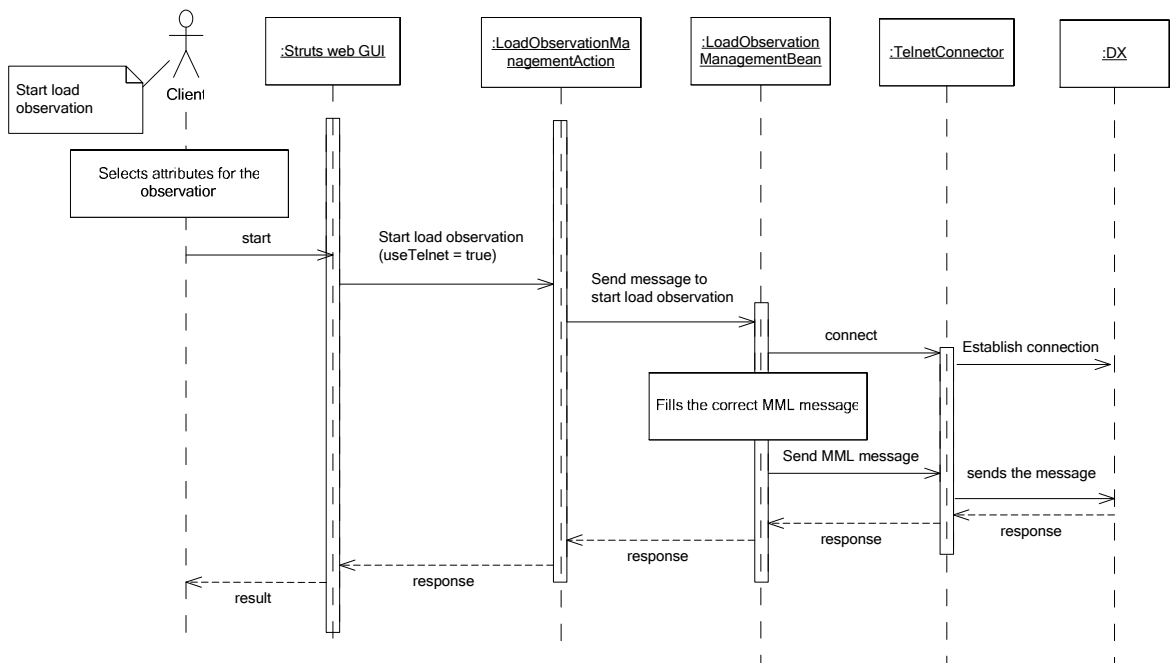 :Struts web GUI
:LoadObservationMa
nagementAction
:LoadObservation
ManagementBean
:TelnetConnector
:DX
Start load
observation
Client
Selects attributes for the
observation
start
Start load observation
(useTelnet = true)
Send message to
start load observation
connect
Establish connection
Fills the correct MML message
Send MML message
sends the message
response
response
response
response
result